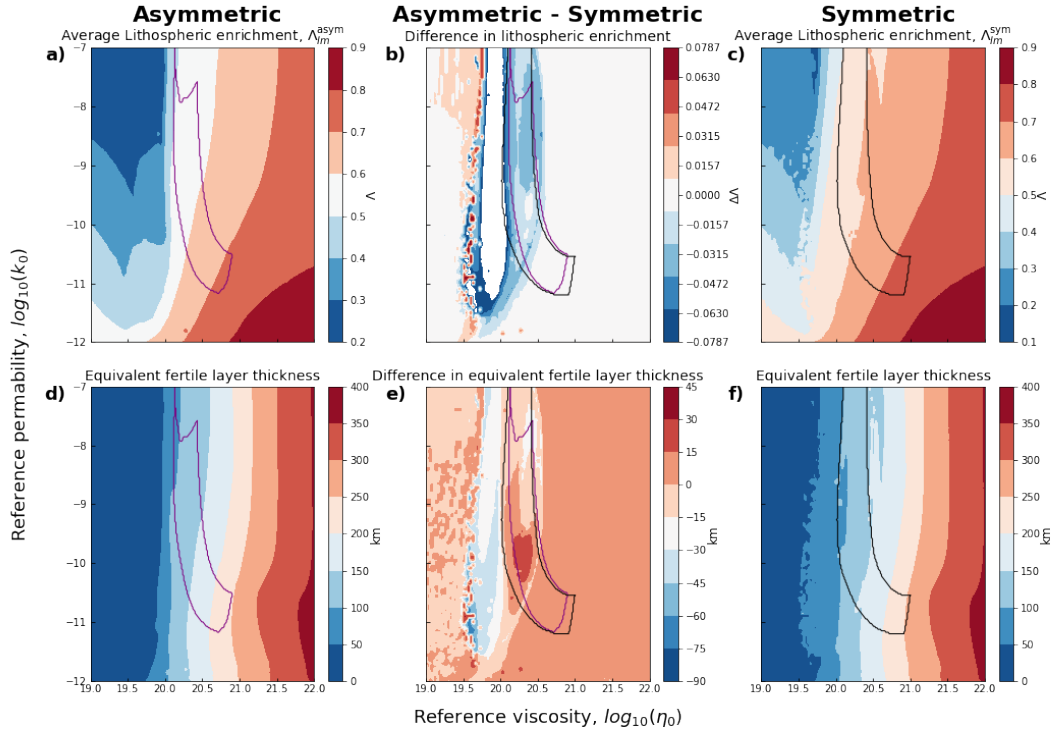 Asymmetric
Asymmetric - Symmetric
Symmetric
a)
Average Lithospheric enrichment, Λ_lm^asym
−7
−8
−9
−10
−11
−12
0.9
0.8
0.7
0.6
0.5
0.4
0.3
0.2
Λ
b)
Difference in lithospheric enrichment
0.0787
0.0630
0.0472
0.0315
0.0157
0.0000
−0.0157
−0.0315
−0.0472
−0.0630
−0.0787
ΔΛ
c)
Average Lithospheric enrichment, Λ_lm^sym
0.9
0.8
0.7
0.6
0.5
0.4
0.3
0.2
0.1
Λ
Reference permability, log10(k0)
d)
Equivalent fertile layer thickness
−7
−8
−9
−10
−11
−12
19.0 19.5 20.0 20.5 21.0 21.5 22.0
400
350
300
250
200
150
100
50
0
km
e)
Difference in equivalent fertile layer thickness
19.0 19.5 20.0 20.5 21.0 21.5 22.0
45
30
15
0
−15
−30
−45
−60
−75
−90
km
f)
Equivalent fertile layer thickness
19.0 19.5 20.0 20.5 21.0 21.5 22.0
400
350
300
250
200
150
100
50
0
km
Reference viscosity, log10(η0)